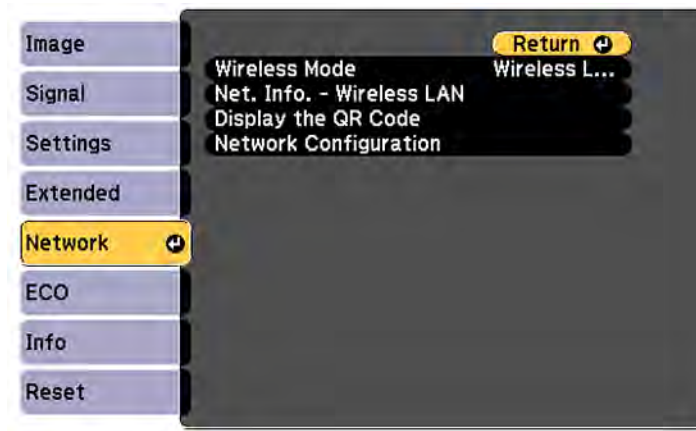 Image
Signal
Settings
Extended
Network
ECO
Info
Reset
Return
Wireless Mode Wireless L...
Net. Info. - Wireless LAN
Display the QR Code
Network Configuration